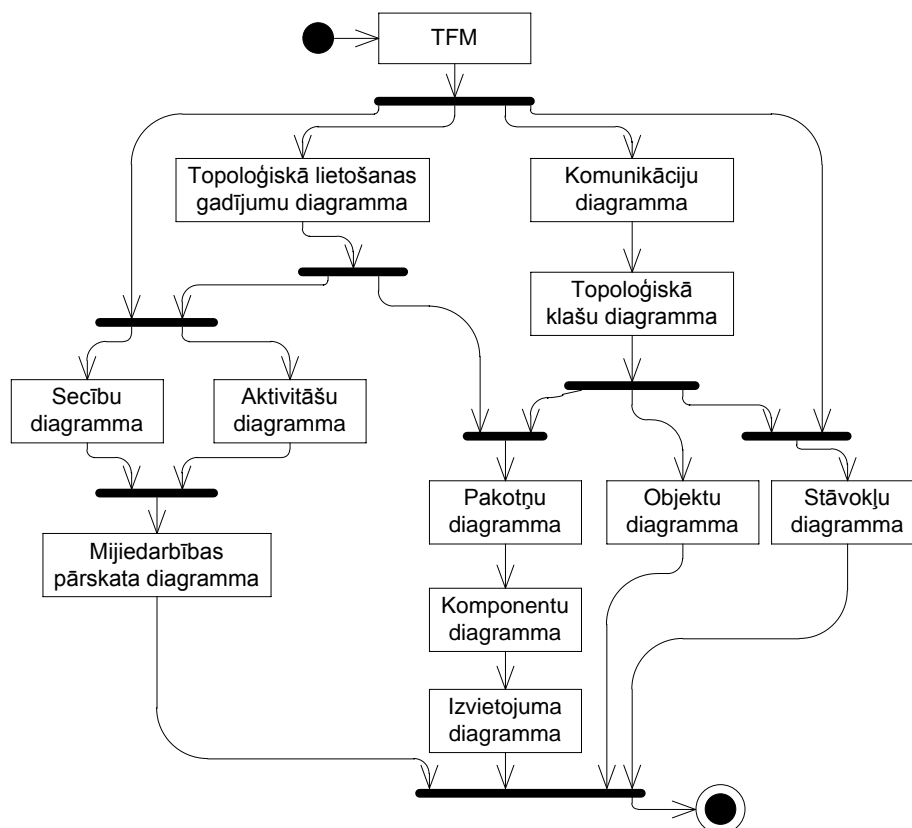 TFM
Topoloģiskā lietošanas
gadījumu diagramma
Komunikāciju
diagramma
Topoloģiskā
klašu diagramma
Secību
diagramma
Aktivitāšu
diagramma
Pakotņu
diagramma
Objektu
diagramma
Stāvokļu
diagramma
Mijiedarbības
pārskata diagramma
Komponentu
diagramma
Izvietojuma
diagramma